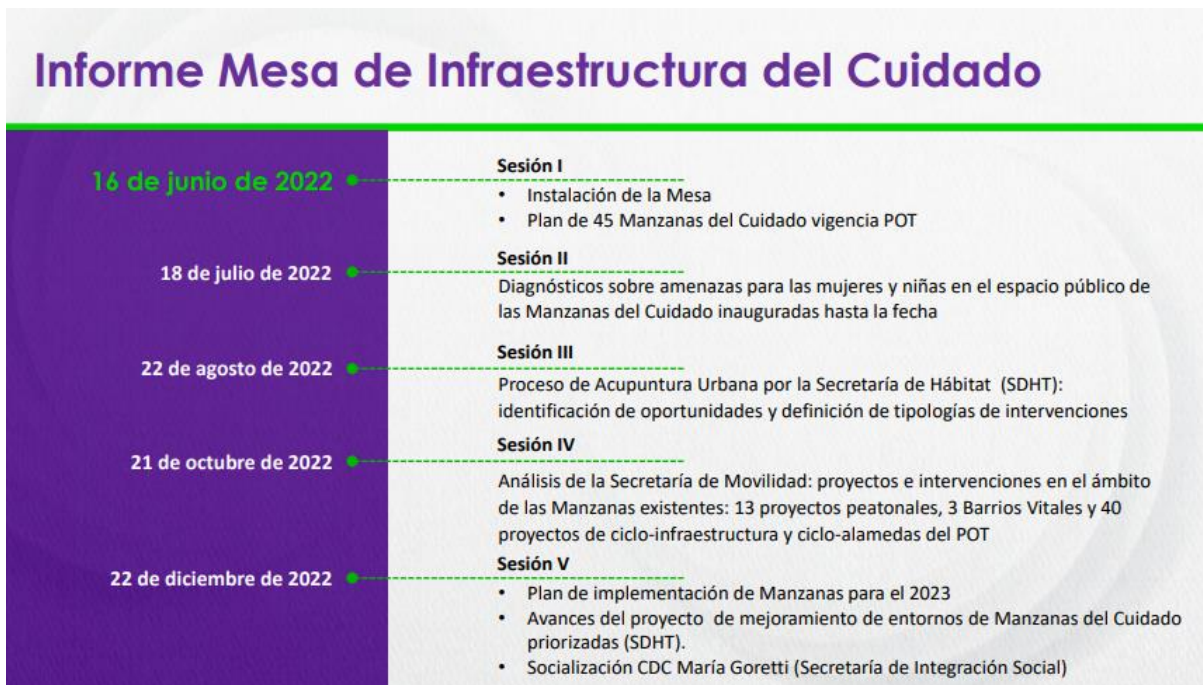 Informe Mesa de Infraestructura del Cuidado
16 de junio de 2022
Sesión I
• Instalación de la Mesa
• Plan de 45 Manzanas del Cuidado vigencia POT
18 de julio de 2022
Sesión II
Diagnósticos sobre amenazas para las mujeres y niñas en el espacio público de
las Manzanas del Cuidado inauguradas hasta la fecha
22 de agosto de 2022
Sesión III
Proceso de Acupuntura Urbana por la Secretaría de Hábitat (SDHT):
identificación de oportunidades y definición de tipologías de intervenciones
21 de octubre de 2022
Sesión IV
Análisis de la Secretaría de Movilidad: proyectos e intervenciones en el ámbito
de las Manzanas existentes: 13 proyectos peatonales, 3 Barrios Vitales y 40
proyectos de ciclo-infraestructura y ciclo-alamedas del POT
22 de diciembre de 2022
Sesión V
• Plan de implementación de Manzanas para el 2023
• Avances del proyecto de mejoramiento de entornos de Manzanas del Cuidado
priorizadas (SDHT).
• Socialización CDC María Goretti (Secretaría de Integración Social)